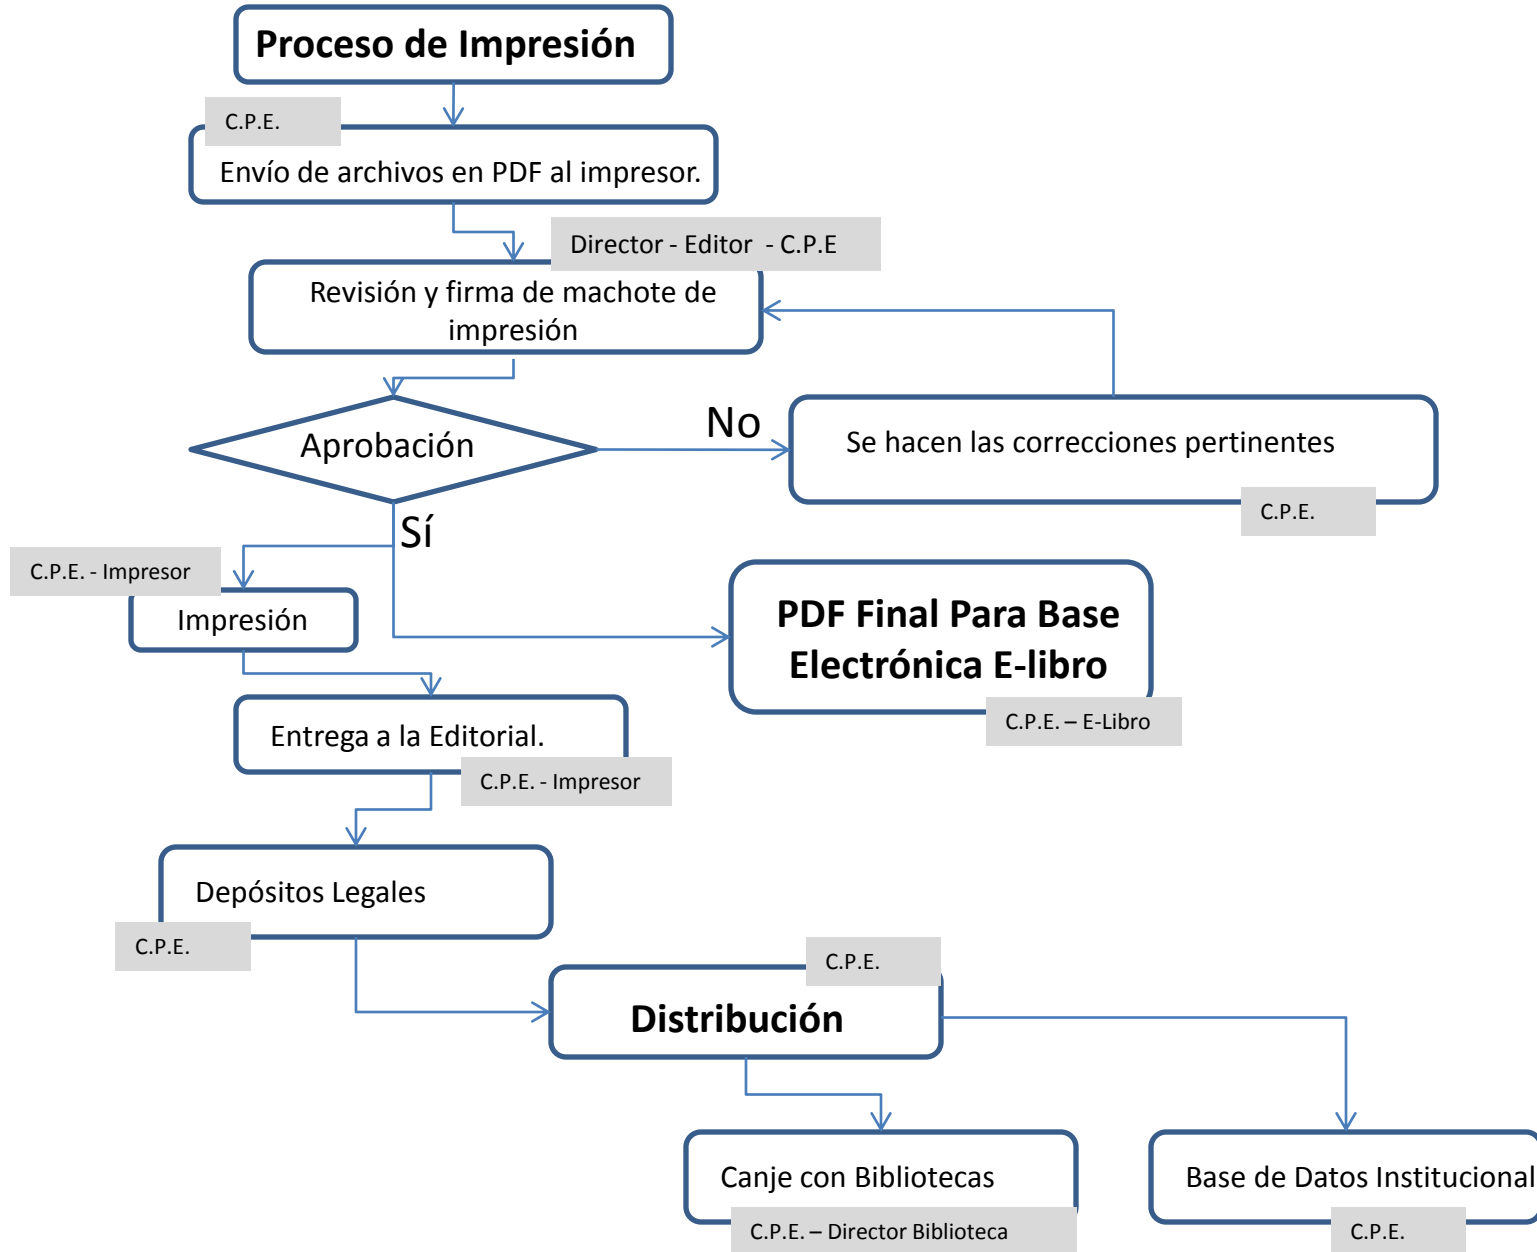 Proceso de Impresión
C.P.E.
Envío de archivos en PDF al impresor.
Director - Editor - C.P.E
Revisión y firma de machote de
impresión
Aprobación
No
Se hacen las correcciones pertinentes
C.P.E.
Sí
C.P.E. - Impresor
Impresión
PDF Final Para Base
Electrónica E-libro
C.P.E. – E-Libro
Entrega a la Editorial.
C.P.E. - Impresor
Depósitos Legales
C.P.E.
C.P.E.
Distribución
Canje con Bibliotecas
C.P.E. – Director Biblioteca
Base de Datos Institucional
C.P.E.